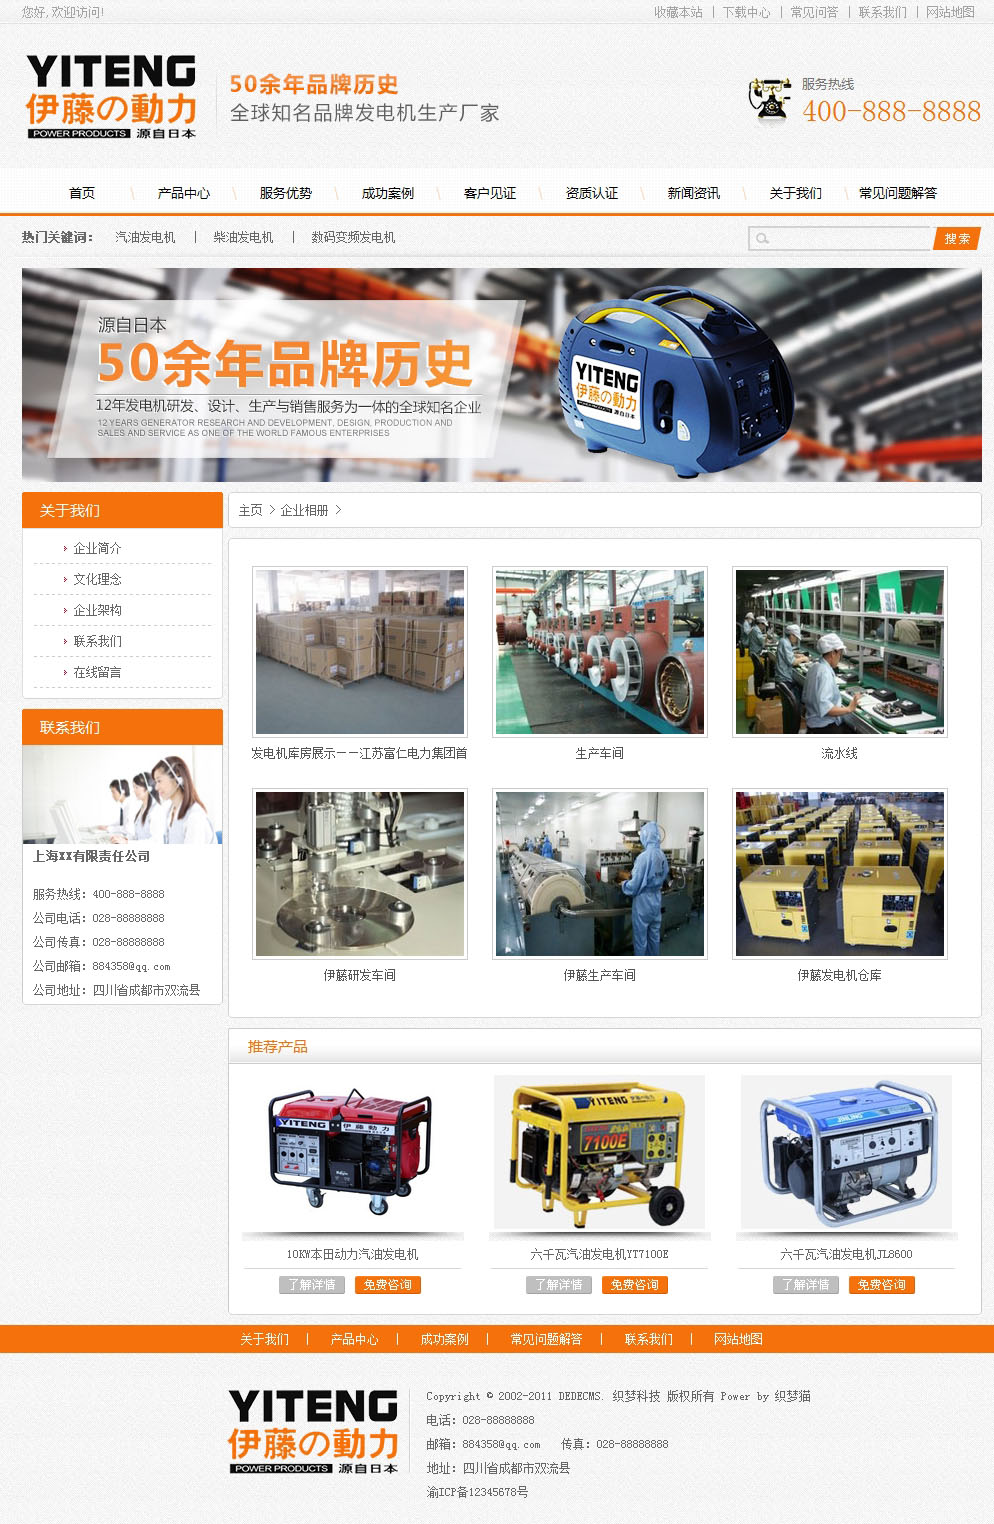 您好, 欢迎访问!
收藏本站 | 下载中心 | 常见问答 | 联系我们 | 网站地图
YITENG
伊藤の動力
POWER PRODUCTS 源自日本
50余年品牌历史
全球知名品牌发电机生产厂家
服务热线
400-888-8888
首页 产品中心 服务优势 成功案例 客户见证 资质认证 新闻资讯 关于我们 常见问题解答
热门关键词: 汽油发电机 | 柴油发电机 | 数码变频发电机
搜索
源自日本
50余年品牌历史
12年发电机研发、设计、生产与销售服务为一体的全球知名企业
12 YEARS GENERATOR RESEARCH AND DEVELOPMENT, DESIGN, PRODUCTION AND
SALES AND SERVICE AS ONE OF THE WORLD FAMOUS ENTERPRISES
YITENG
伊藤の動力
源自日本
关于我们
企业简介
文化理念
企业架构
联系我们
在线留言
联系我们
上海XX有限责任公司
服务热线: 400-888-8888
公司电话: 028-88888888
公司传真: 028-88888888
公司邮箱: 884358@qq.com
公司地址: 四川省成都市双流县
主页 > 企业相册 >
发电机库房展示——江苏富仁电力集团首
生产车间
流水线
伊藤研发车间
伊藤生产车间
伊藤发电机仓库
推荐产品
YITENG 伊藤動力
YITENG
7100E
JINLING
10KW本田动力汽油发电机
六千瓦汽油发电机YT7100E
六千瓦汽油发电机JL8600
了解详情 免费咨询
了解详情 免费咨询
了解详情 免费咨询
关于我们 | 产品中心 | 成功案例 | 常见问题解答 | 联系我们 | 网站地图
YITENG
伊藤の動力
POWER PRODUCTS 源自日本
Copyright © 2002-2011 DEDECMS. 织梦科技 版权所有 Power by 织梦猫
电话: 028-88888888
邮箱: 884358@qq.com 传真: 028-88888888
地址: 四川省成都市双流县
渝ICP备12345678号